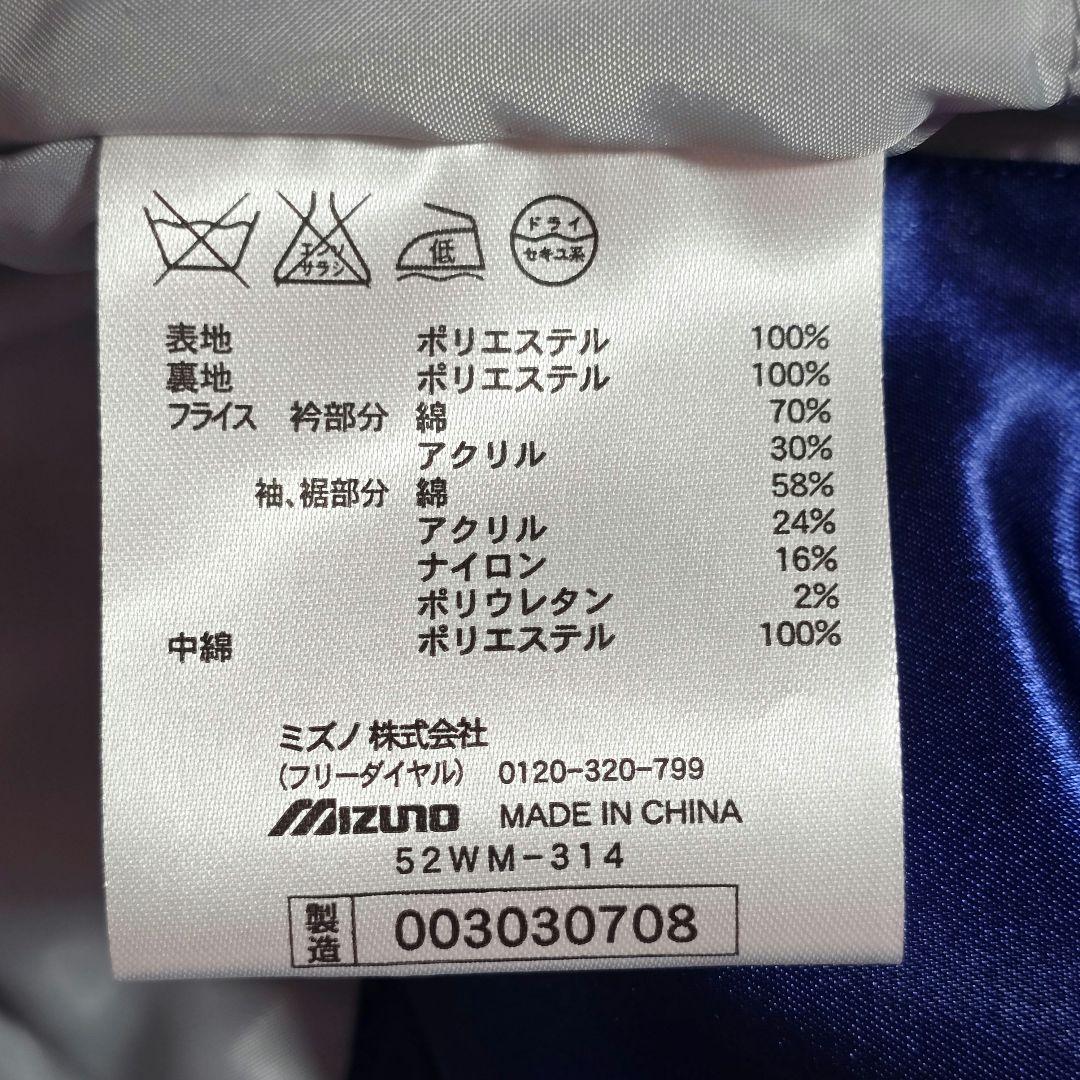 エンソ
サラシ
低
ドライ
セキユ系
表地 ポリエステル 100%
裏地 ポリエステル 100%
フライス 衿部分 綿 70%
アクリル 30%
袖、裾部分 綿 58%
アクリル 24%
ナイロン 16%
ポリウレタン 2%
中綿 ポリエステル 100%
ミズノ株式会社
(フリーダイヤル) 0120-320-799
MIZUNO MADE IN CHINA
52WM-314
製造 003030708